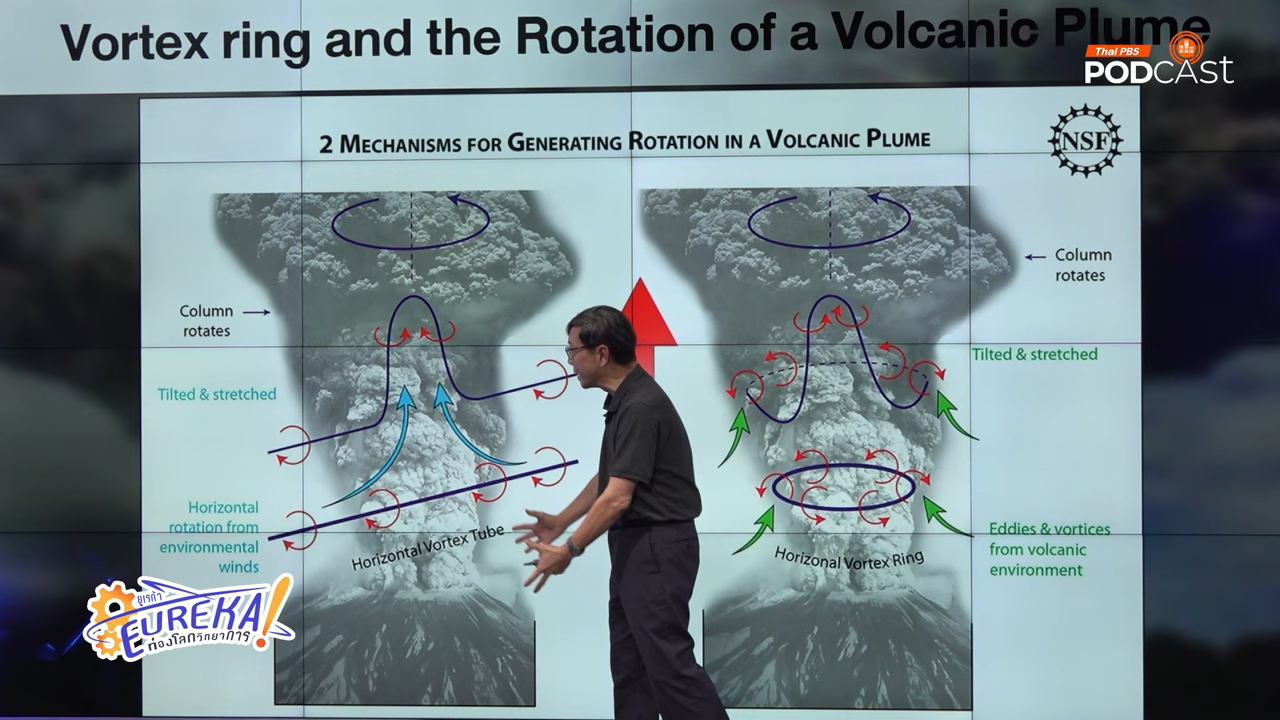 Vortex ring and the Rotation of a Volcanic Plume
Thai PBS
PODCAST
2 MECHANISMS FOR GENERATING ROTATION IN A VOLCANIC PLUME
NSF
Column
rotates
Tilted & stretched
Horizontal
rotation from
environmental
winds
Horizontal Vortex Tube
Column
rotates
Tilted & stretched
Eddies & vortices
from volcanic
environment
Horizonal Vortex Ring
ยูเรก้า
EUREKA!
ท่องโลกวิทยาการ